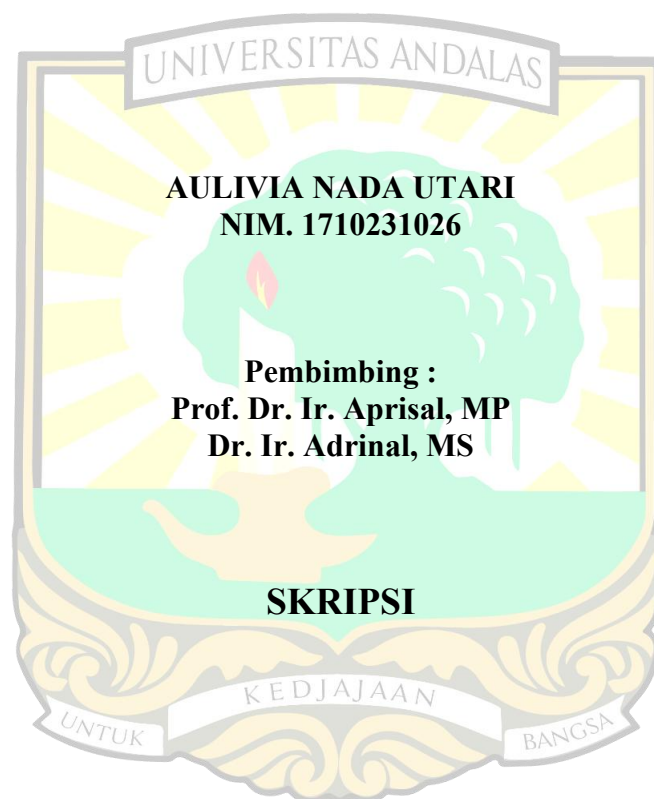 UNIVERSITAS ANDALAS
AULIVIA NADA UTARI
NIM. 1710231026
Pembimbing :
Prof. Dr. Ir. Aprisal, MP
Dr. Ir. Adrinal, MS
SKRIPSI
UNTUK KEDJAJAAN BANGSA